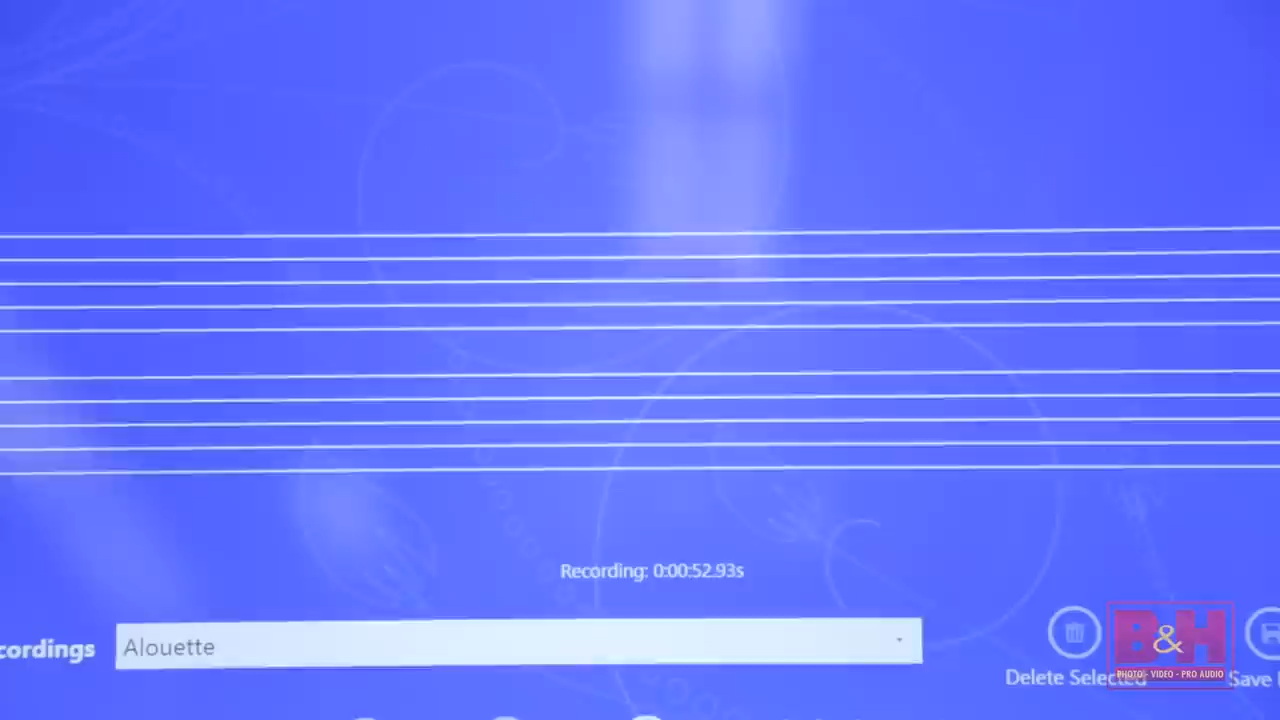 Recording: 0:00:52.93s
cordings
Alouette
Delete Selected
Save
B&H
PHOTO - VIDEO - PRO AUDIO